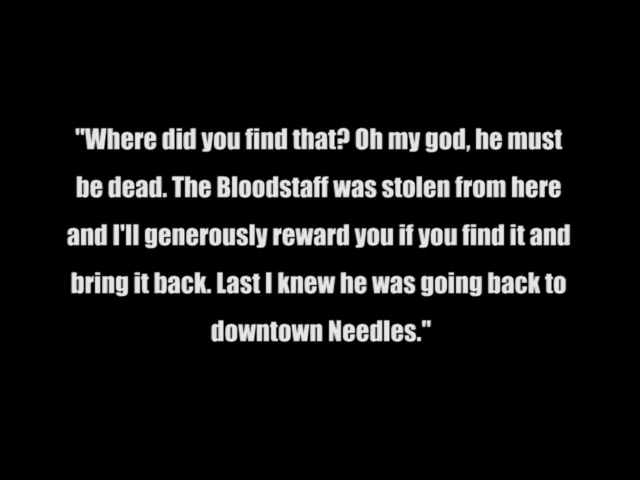 "Where did you find that? Oh my god, he must
be dead. The Bloodstaff was stolen from here
and I'll generously reward you if you find it and
bring it back. Last I knew he was going back to
downtown Needles."